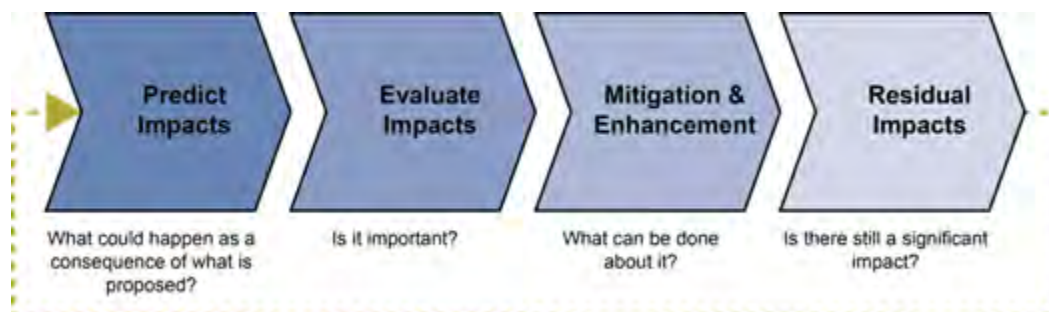 Predict
Impacts
Evaluate
Impacts
Mitigation &
Enhancement
Residual
Impacts
What could happen as a
consequence of what is
proposed?
Is it important?
What can be done
about it?
Is there still a significant
impact?